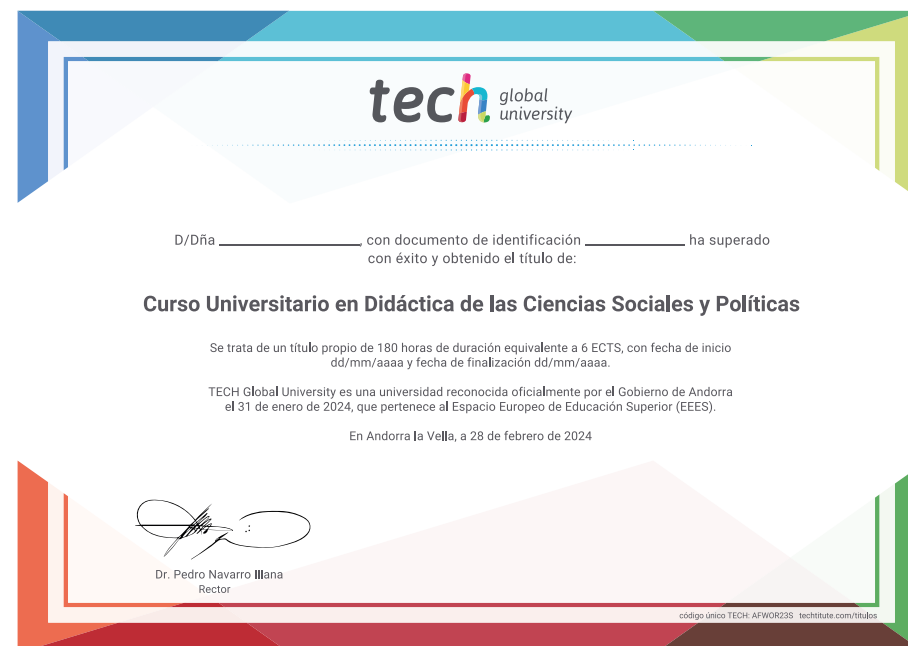 tech global university
D/Dña ____________________, con documento de identificación ______________ ha superado
con éxito y obtenido el título de:
Curso Universitario en Didáctica de las Ciencias Sociales y Políticas
Se trata de un título propio de 180 horas de duración equivalente a 6 ECTS, con fecha de inicio
dd/mm/aaaa y fecha de finalización dd/mm/aaaa.
TECH Global University es una universidad reconocida oficialmente por el Gobierno de Andorra
el 31 de enero de 2024, que pertenece al Espacio Europeo de Educación Superior (EEES).
En Andorra la Vella, a 28 de febrero de 2024
Dr. Pedro Navarro Illana
Rector
código único TECH: AFWOR23S techtitute.com/titulos